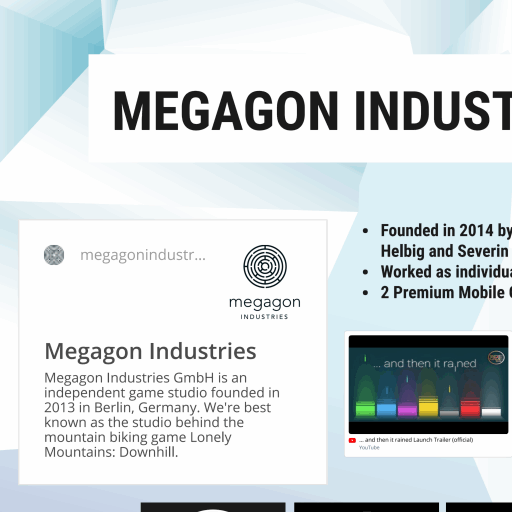 MEGAGON INDUST
megagonindustr...
megagon
INDUSTRIES
Megagon Industries
Megagon Industries GmbH is an
independent game studio founded in
2013 in Berlin, Germany. We're best
known as the studio behind the
mountain biking game Lonely
Mountains: Downhill.
• Founded in 2014 by
Helbig and Severin
• Worked as individua
• 2 Premium Mobile
... and then it rained
... and then it rained Launch Trailer (official)
YouTube